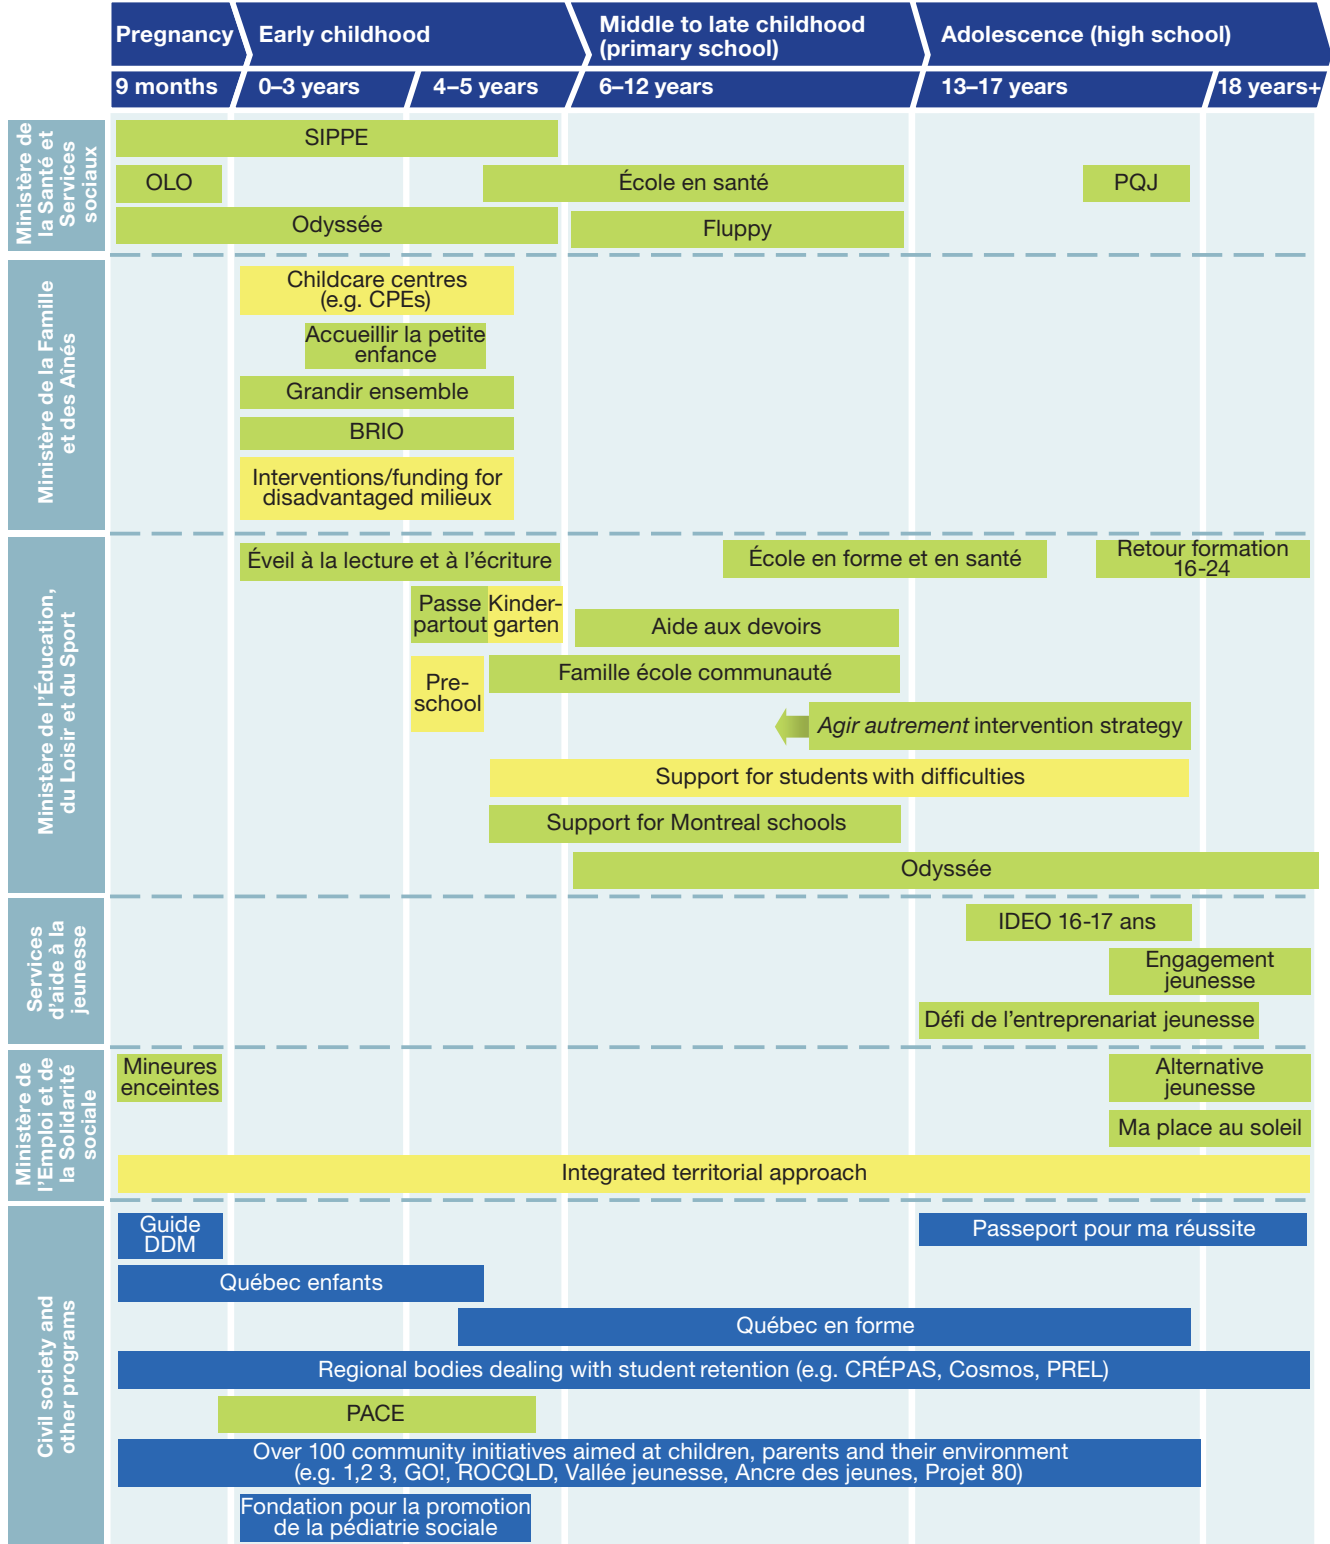 Pregnancy
Early childhood
Middle to late childhood
(primary school)
Adolescence (high school)
9 months
0–3 years
4–5 years
6–12 years
13–17 years
18 years+
Ministère de
la Santé et
Services
sociaux
SIPPE
OLO
École en santé
PQJ
Odyssée
Fluppy
Ministère de la Famille
et des Aînés
Childcare centres
(e.g. CPEs)
Accueillir la petite
enfance
Grandir ensemble
BRIO
Interventions/funding for
disadvantaged milieux
Ministère de l'Éducation,
du Loisir et du Sport
Éveil à la lecture et à l'écriture
École en forme et en santé
Retour formation
16-24
Passe
partout
Kinder-
garten
Aide aux devoirs
Pre-
school
Famille école communauté
Agir autrement intervention strategy
Support for students with difficulties
Support for Montreal schools
Odyssée
Services
d'aide à la
jeunesse
IDEO 16-17 ans
Engagement
jeunesse
Défi de l'entreprenariat jeunesse
Ministère de
l'Emploi et de
la Solidarité
sociale
Mineures
enceintes
Alternative
jeunesse
Ma place au soleil
Integrated territorial approach
Civil society and
other programs
Guide
DDM
Passeport pour ma réussite
Québec enfants
Québec en forme
Regional bodies dealing with student retention (e.g. CRÉPAS, Cosmos, PREL)
PACE
Over 100 community initiatives aimed at children, parents and their environment
(e.g. 1,2 3, GO!, ROCQLD, Vallée jeunesse, Ancre des jeunes, Projet 80)
Fondation pour la promotion
de la pédiatrie sociale